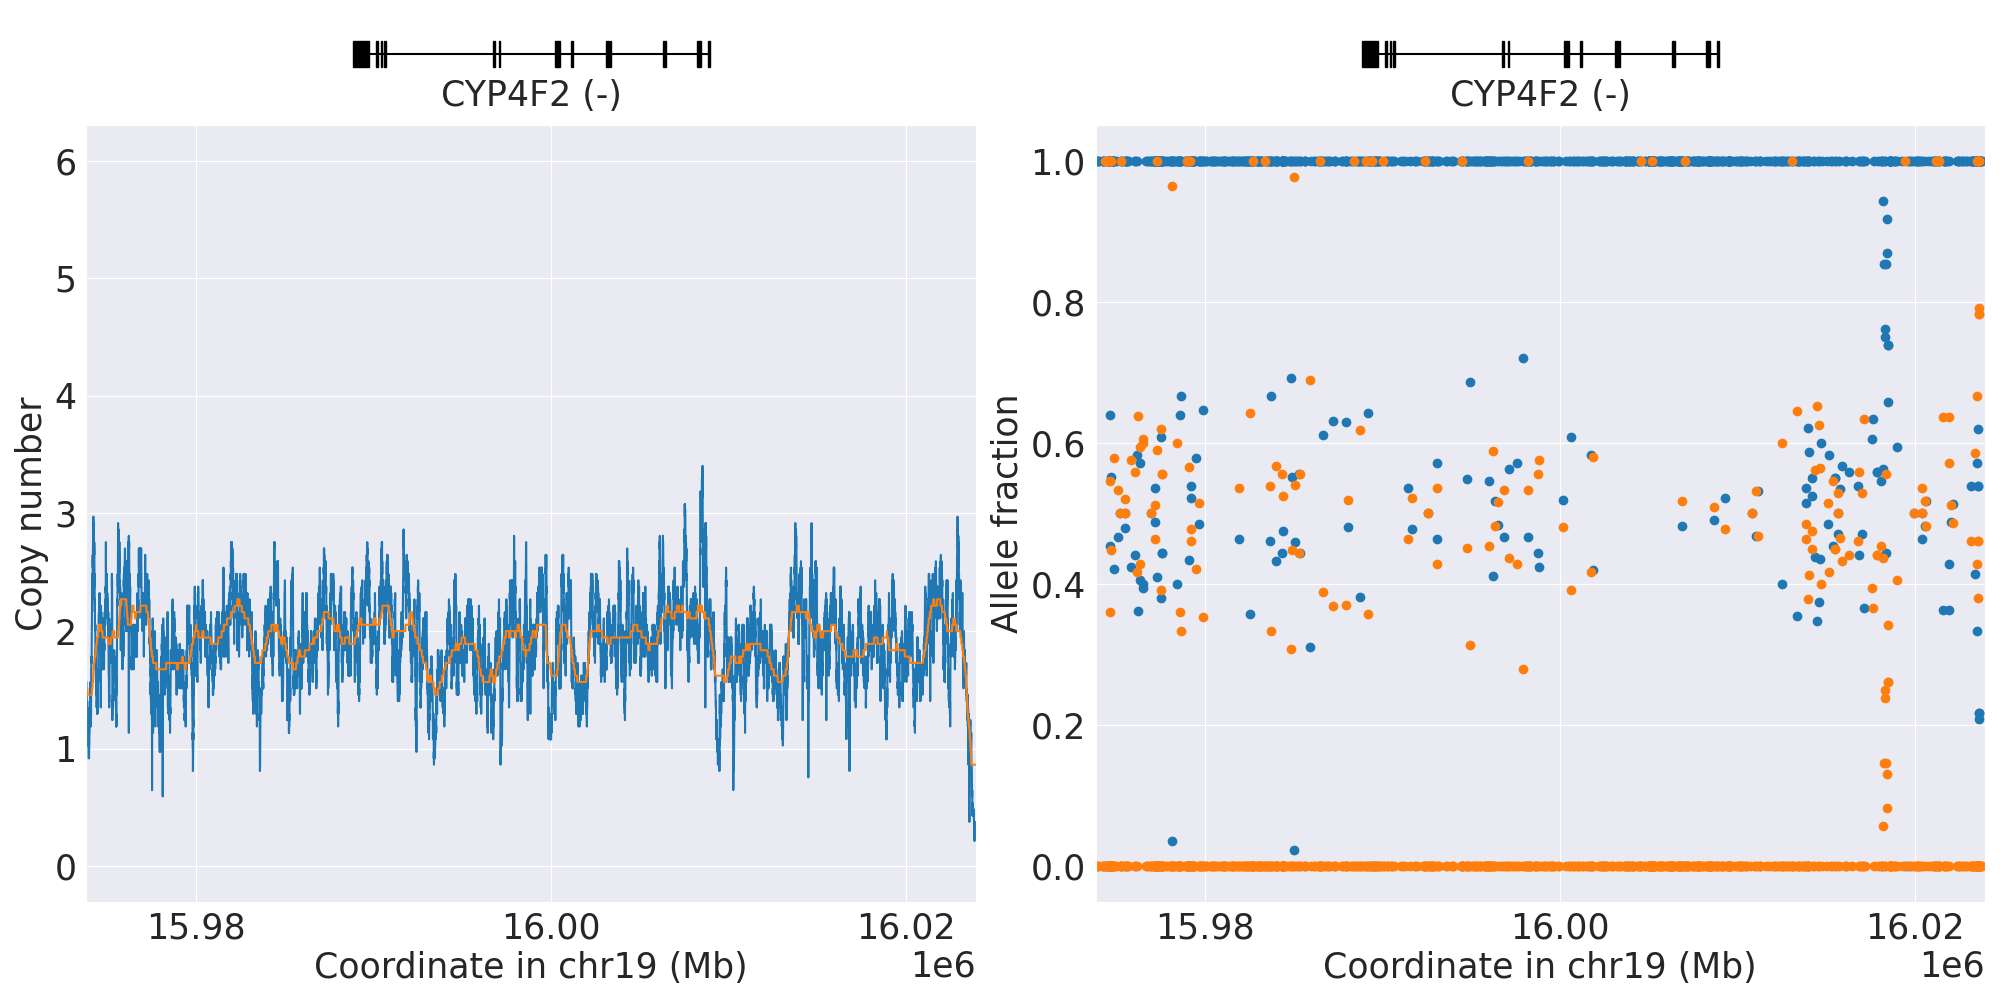 CYP4F2 (-)
6
5
4
3
2
1
0
Copy number
15.98
16.00
16.02
Coordinate in chr19 (Mb)
1e6
CYP4F2 (-)
1.0
0.8
0.6
0.4
0.2
0.0
Allele fraction
15.98
16.00
16.02
Coordinate in chr19 (Mb)
1e6